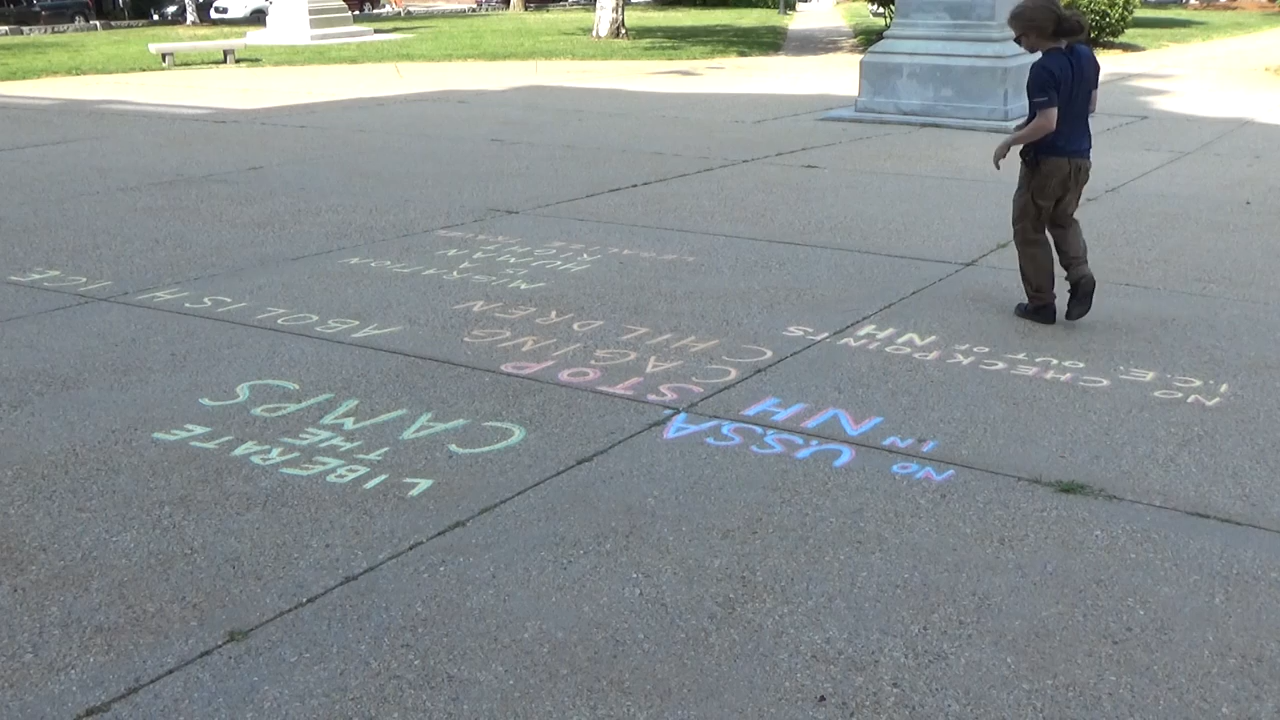 LIBERATE
THE
CAMPS
NO USSA
IN NH
NO CHECKPOINTS
I.C.E. OUT OF NH
STOP
CAGING
CHILDREN
ABOLISH ICE
MIGRATION
IS A
HUMAN
RIGHT